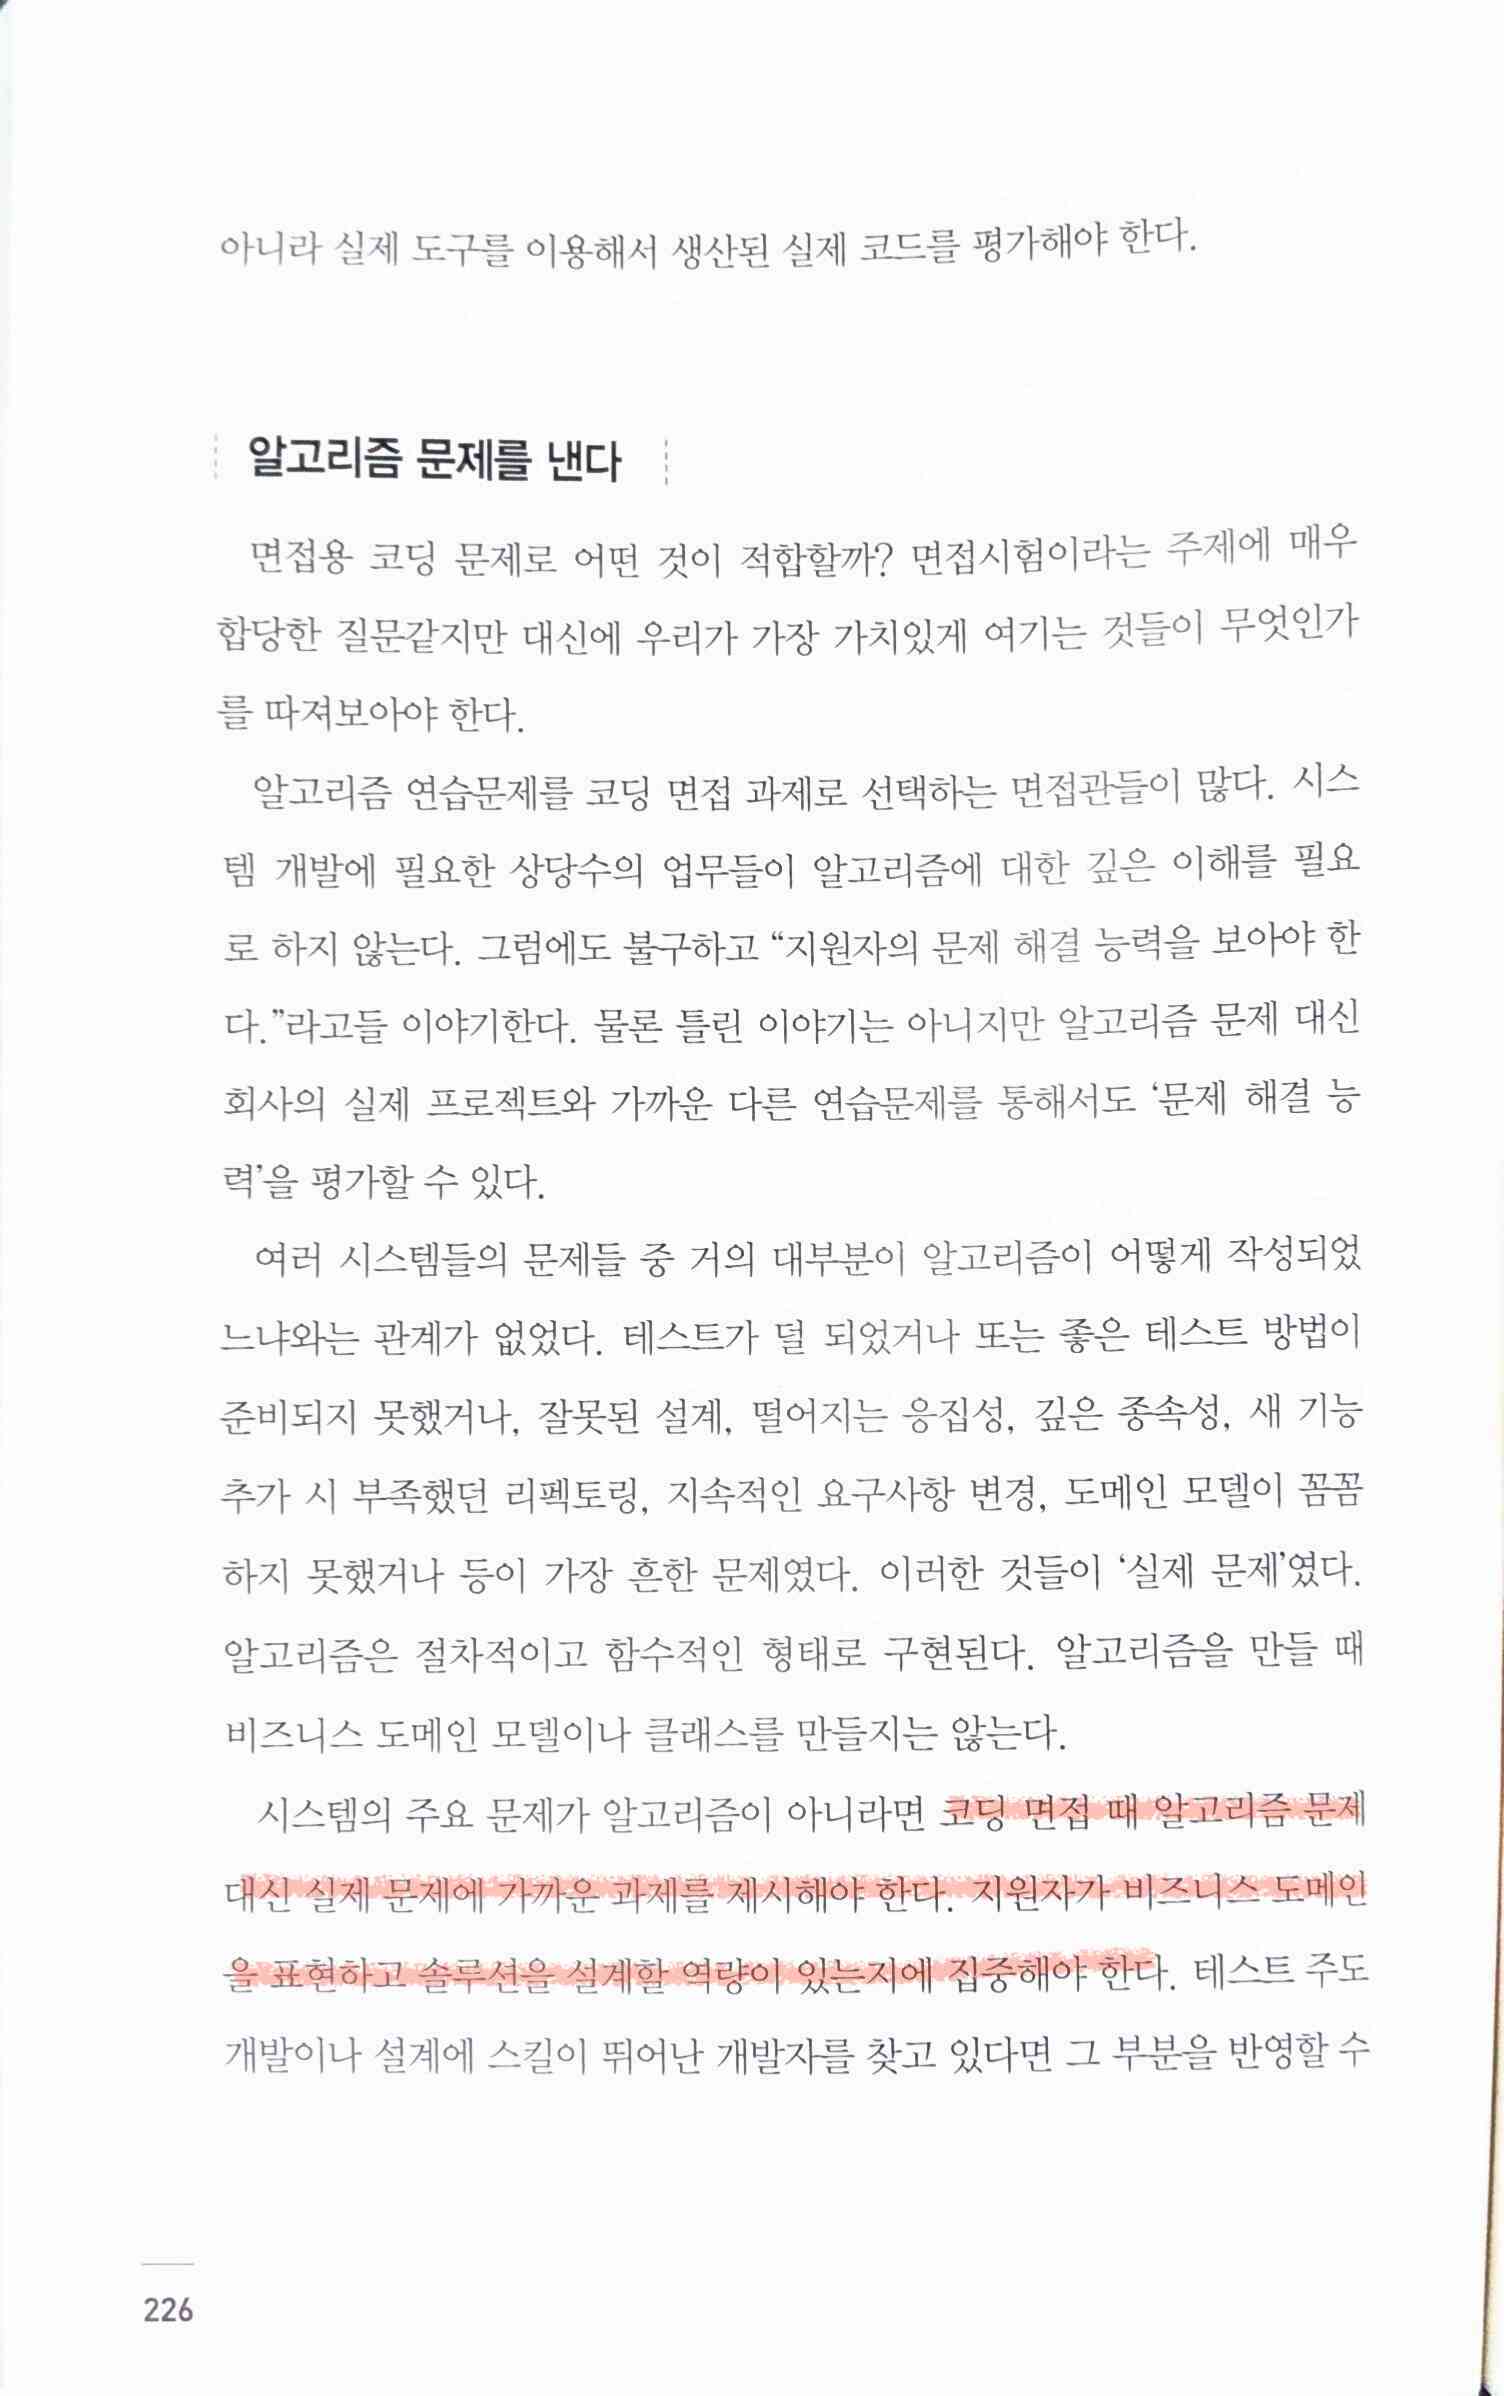 아니라 실제 도구를 이용해서 생산된 실제 코드를 평가해야 한다.
알고리즘 문제를 낸다
면접용 코딩 문제로 어떤 것이 적합할까? 면접시험이라는 주제에 매우
합당한 질문같지만 대신에 우리가 가장 가치있게 여기는 것들이 무엇인가
를 따져보아야 한다.
알고리즘 연습문제를 코딩 면접 과제로 선택하는 면접관들이 많다. 시스
템 개발에 필요한 상당수의 업무들이 알고리즘에 대한 깊은 이해를 필요
로 하지 않는다. 그럼에도 불구하고 “지원자의 문제 해결 능력을 보아야 한
다.”라고들 이야기한다. 물론 틀린 이야기는 아니지만 알고리즘 문제 대신
회사의 실제 프로젝트와 가까운 다른 연습문제를 통해서도 ‘문제 해결 능
력’을 평가할 수 있다.
여러 시스템들의 문제들 중 거의 대부분이 알고리즘이 어떻게 작성되었
느냐와는 관계가 없었다. 테스트가 덜 되었거나 또는 좋은 테스트 방법이
준비되지 못했거나, 잘못된 설계, 떨어지는 응집성, 깊은 종속성, 새 기능
추가 시 부족했던 리펙토링, 지속적인 요구사항 변경, 도메인 모델이 꼼꼼
하지 못했거나 등이 가장 흔한 문제였다. 이러한 것들이 ‘실제 문제’였다.
알고리즘은 절차적이고 함수적인 형태로 구현된다. 알고리즘을 만들 때
비즈니스 도메인 모델이나 클래스를 만들지는 않는다.
시스템의 주요 문제가 알고리즘이 아니라면 코딩 면접 때 알고리즘 문제
대신 실제 문제에 가까운 과제를 제시해야 한다. 지원자가 비즈니스 도메인
을 표현하고 솔루션을 설계할 역량이 있는지에 집중해야 한다. 테스트 주도
개발이나 설계에 스킬이 뛰어난 개발자를 찾고 있다면 그 부분을 반영할 수
226